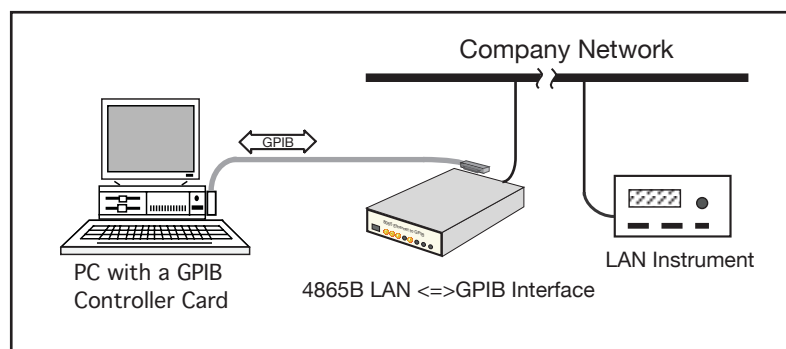 Company Network
GPIB
PC with a GPIB
Controller Card
4865B LAN <=>GPIB Interface
LAN Instrument